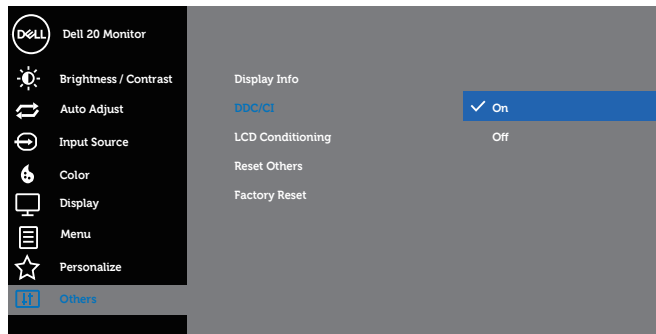 DELL
Dell 20 Monitor
Brightness / Contrast
Auto Adjust
Input Source
Color
Display
Menu
Personalize
Others
Display Info
DDC/CI
LCD Conditioning
Reset Others
Factory Reset
On
Off